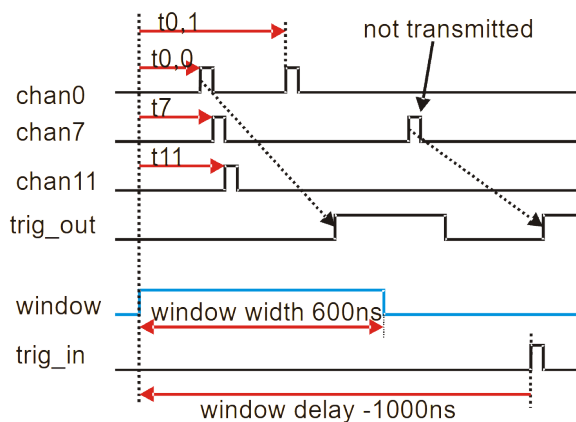 t0,1
not transmitted
t0,0
chan0
t7
chan7
t11
chan11
trig_out
window
window width 600ns
trig_in
window delay -1000ns